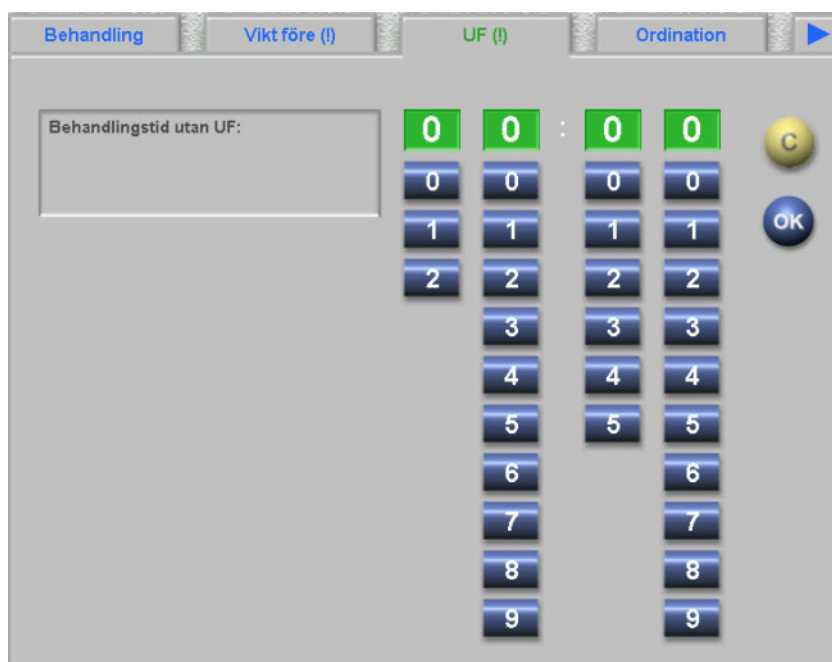 Behandling Vikt före (!) UF (!) Ordination
Behandlingstid utan UF:
0 0 : 0 0
C
0 0 0 0
1 1 1 1
OK
2 2 2 2
3 3 3
4 4 4
5 5 5
6 6
7 7
8 8
9 9